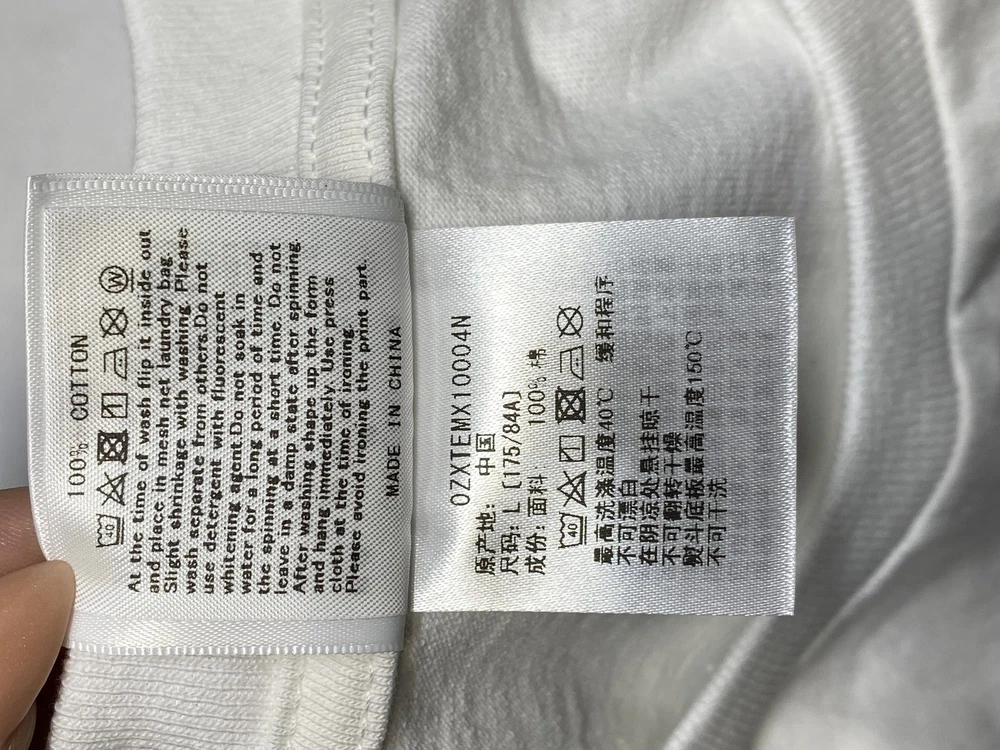 100% COTTON
40 W
At the time of wash flip it inside out
and place in mesh net laundry bag
Slight shrinkage with washing Please
wash separate from others.Do not
use detergent with fluorescent
whitening agent.Do not soak in
water for a long period of time and
the spinning at a short time. Do not
leave in a damp state after spinning
After washing shape up the form
and hang immediately. Use press
cloth at the time of ironing.
Please avoid ironing the print part.
MADE IN CHINA
OZXTEMX10004N
原产地: 中国
尺码: L [175/84A]
成份: 面料 100% 棉
40
最高洗涤温度40℃ 缓和程序
不可漂白
在阴凉处悬挂晾干
不可翻转干燥
熨斗底板最高温度150℃
不可干洗